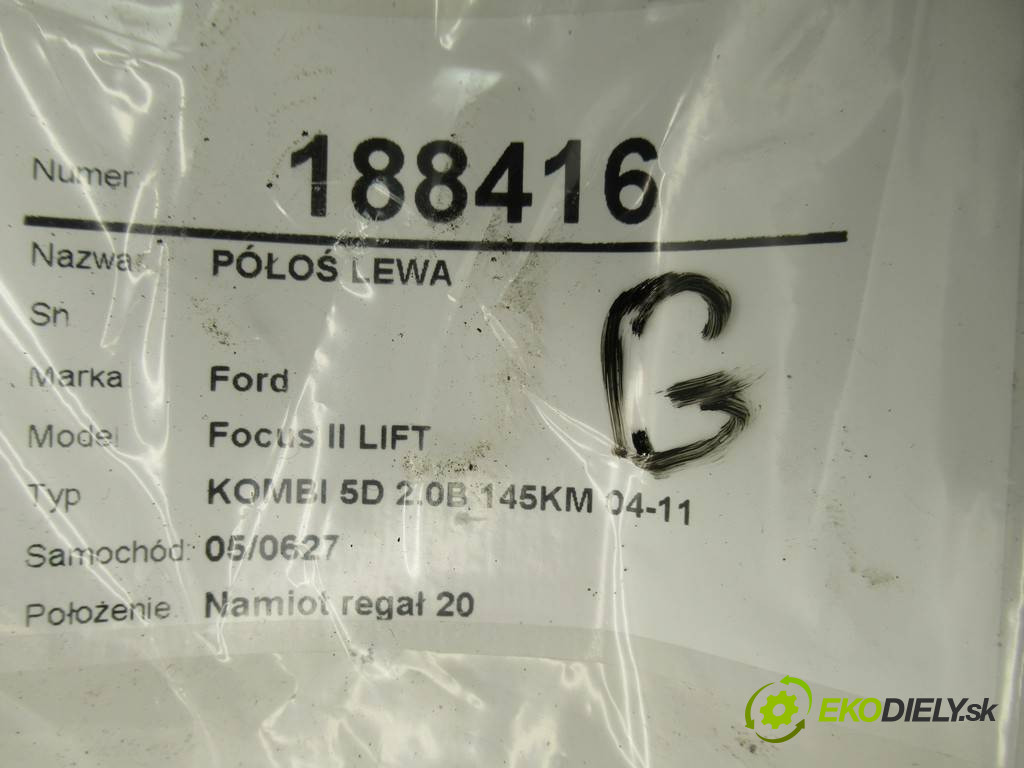 Numer 188416
Nazwa PÓŁOŚ LEWA
Sn
Marka Ford
Model Focus II LIFT
Typ KOMBI 5D 2.0B 145KM 04-11
Samochód: 05/0627
Położenie Namiot regał 20
G
EKODIELY.sk